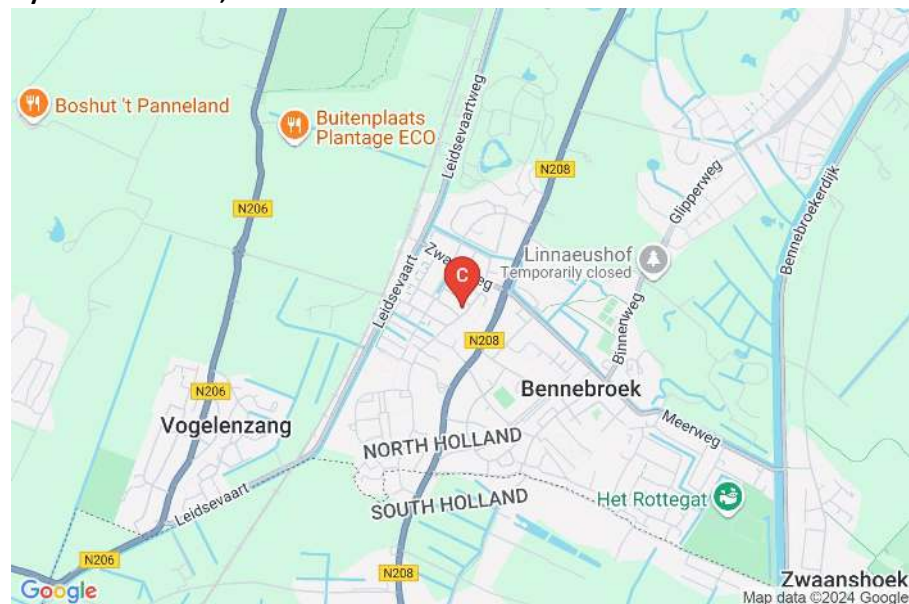 Boshut 't Panneland
Buitenplaats
Plantage ECO
Leidsevaartweg
N208
N206
Glipperweg
Bennebroekerdijk
Linnaeushof
Temporarily closed
C
Leidsevaart
Binnenweg
N208
Bennebroek
N206
Vogelenzang
Meerweg
NORTH HOLLAND
SOUTH HOLLAND
Het Rottegat
Leidsevaart
N206
N208
Zwaanshoek
Google
Map data ©2024 Google